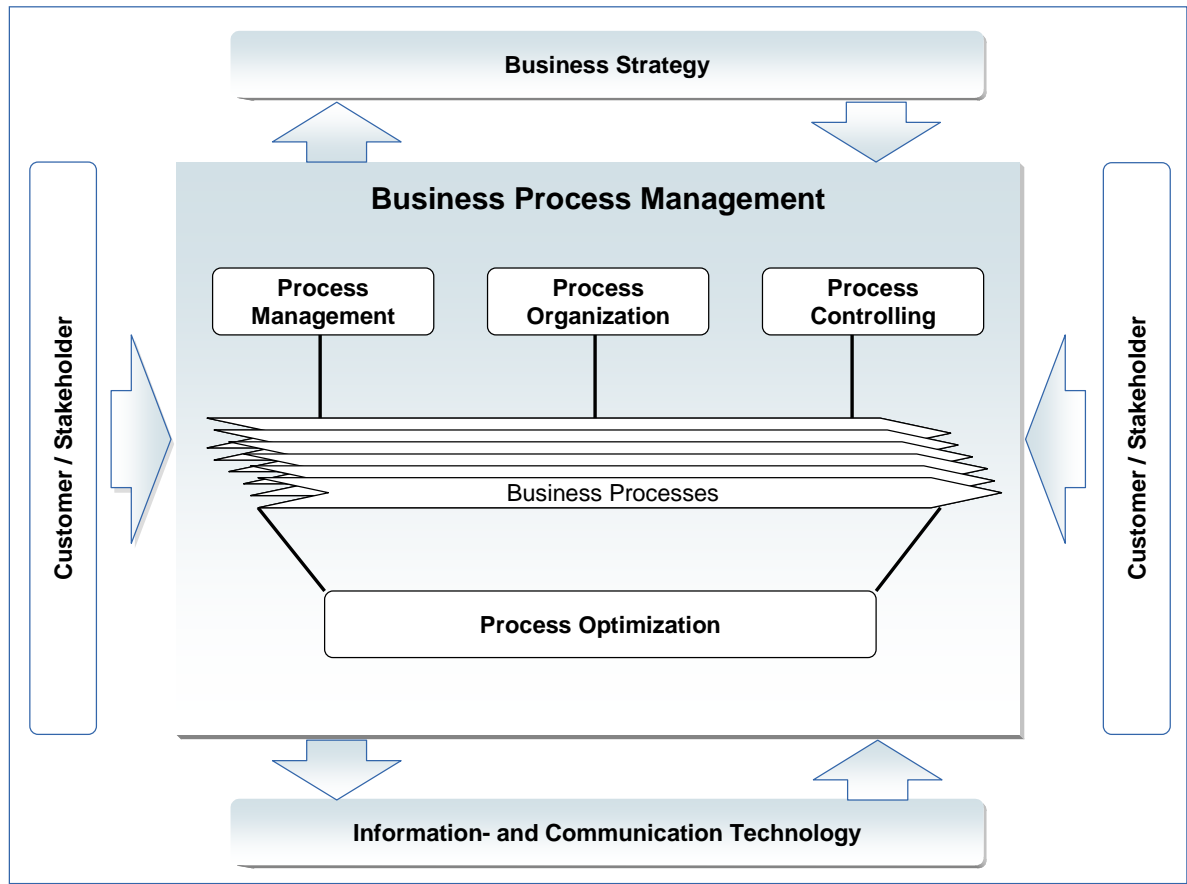 Business Strategy
Business Process Management
Process
Management
Process
Organization
Process
Controlling
Customer / Stakeholder
Customer / Stakeholder
Business Processes
Process Optimization
Information- and Communication Technology